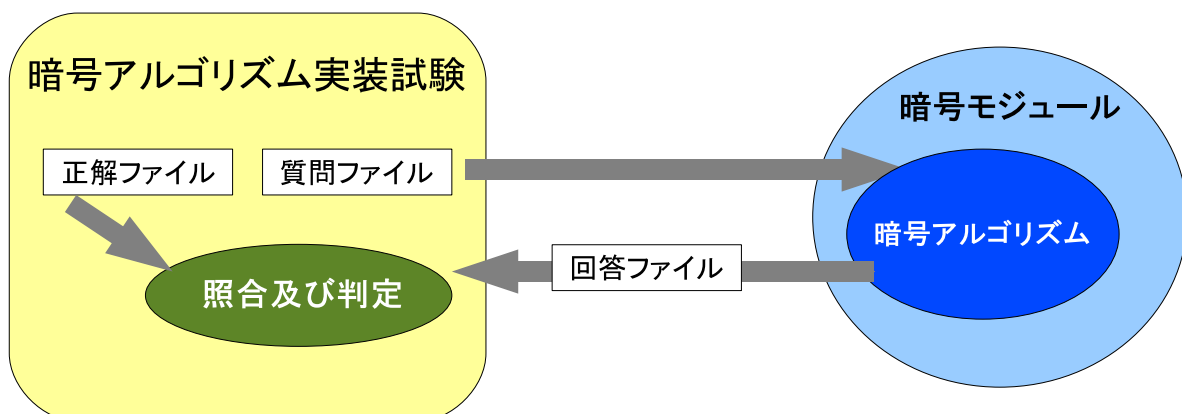 暗号アルゴリズム実装試験
暗号モジュール
正解ファイル
質問ファイル
暗号アルゴリズム
回答ファイル
照合及び判定